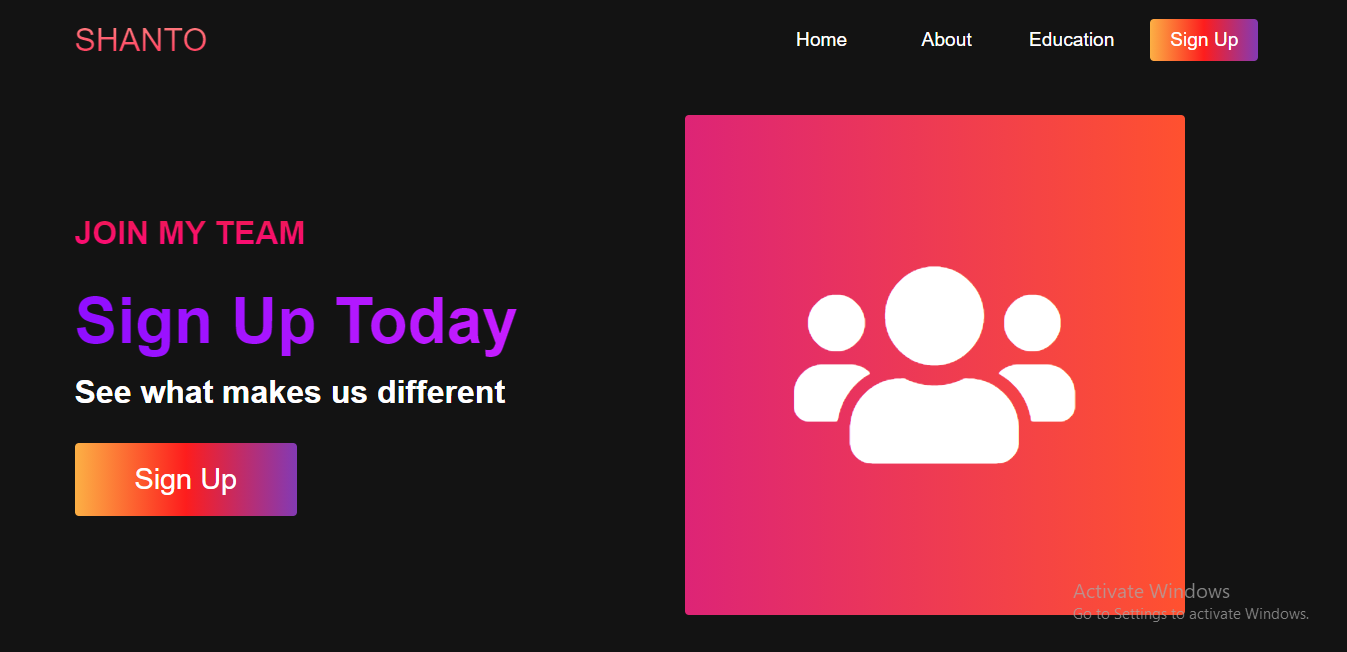 SHANTO
Home About Education Sign Up
JOIN MY TEAM
Sign Up Today
See what makes us different
Sign Up
Activate Windows
Go to Settings to activate Windows.